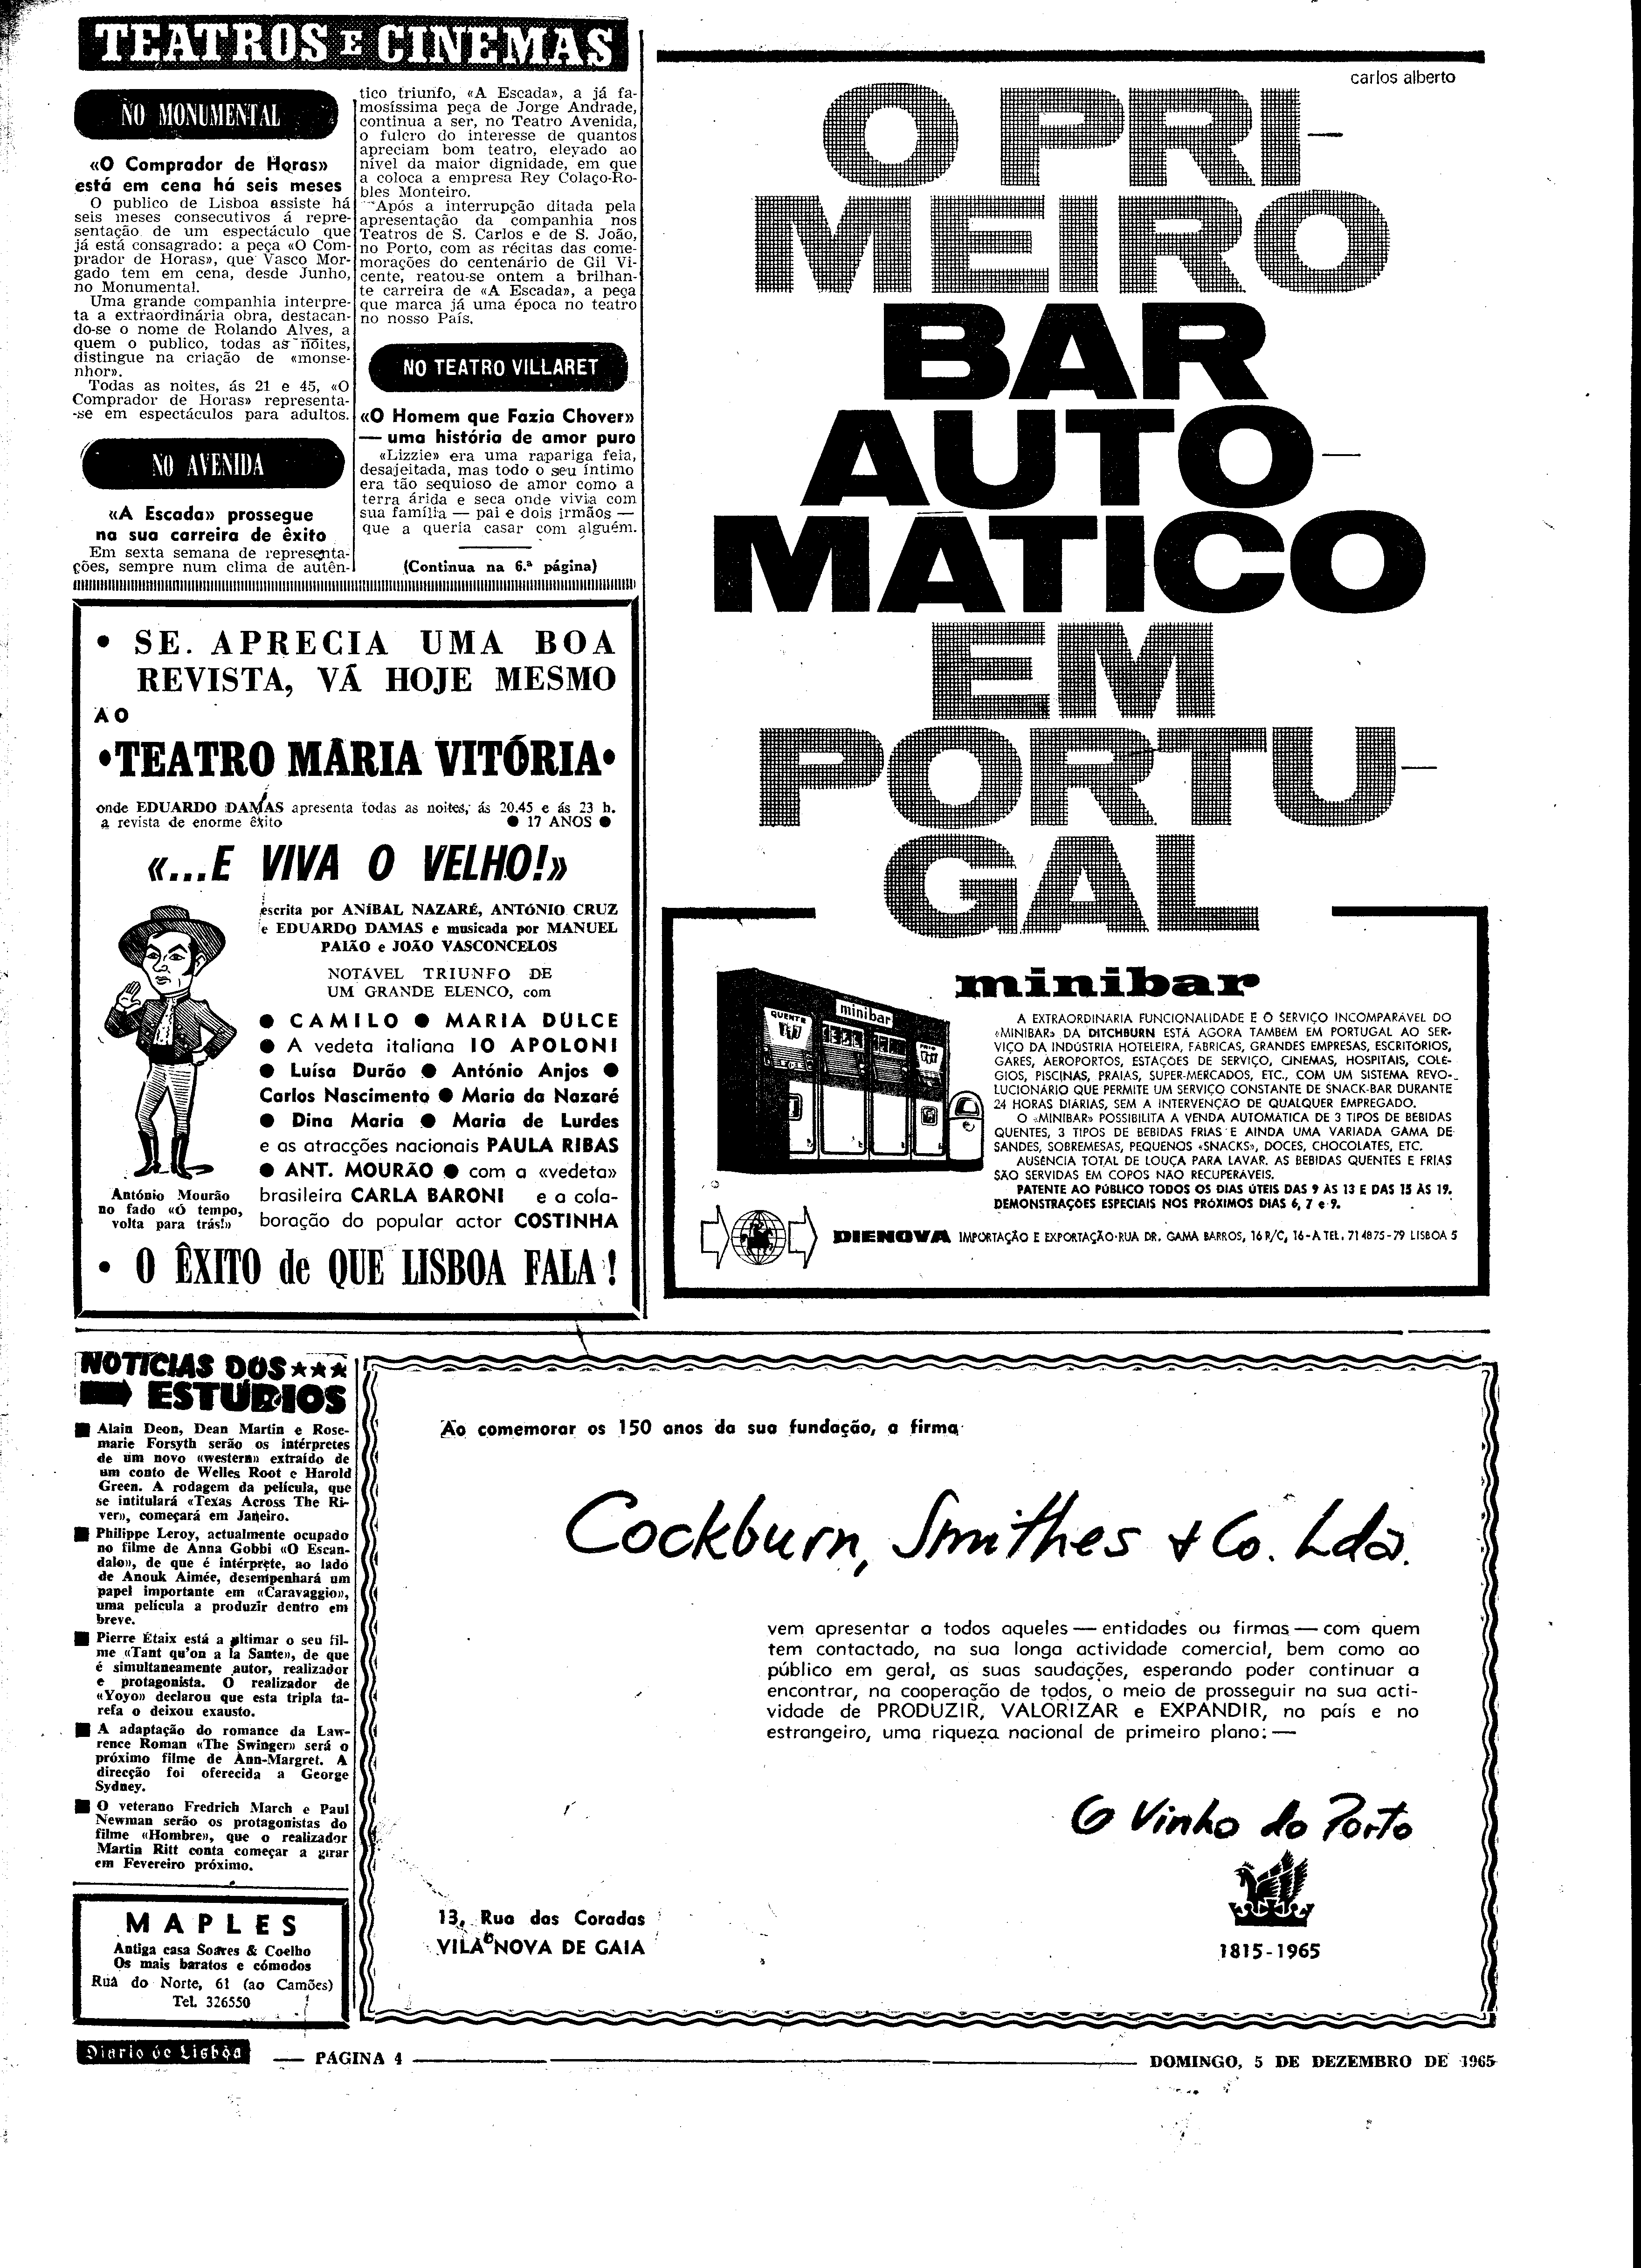 TEATROS E CINEMAS
NO MONUMENTAL
«O Comprador de Horas»
está em cena há seis meses
O publico de Lisboa assiste há
seis meses consecutivos á repre-
sentação de um espectáculo que
já está consagrado: a peça «O Com-
prador de Horas», que Vasco Mor-
gado tem em cena, desde Junho,
no Monumental.
Uma grande companhia interpre-
ta a extraordinária obra, destacan-
do-se o nome de Rolando Alves, a
quem o publico, todas as noites,
distingue na criação de «monse-
nhor».
Todas as noites, ás 21 e 45, «O
Comprador de Horas» representa-
-se em espectáculos para adultos.
NO AVENIDA
«A Escada» prossegue
na sua carreira de êxito
Em sexta semana de representa-
ções, sempre num clima de autên-
tico triunfo, «A Escada», a já fa-
mosíssima peça de Jorge Andrade,
continua a ser, no Teatro Avenida,
o fulcro do interesse de quantos
apreciam bom teatro, elevado ao
nível da maior dignidade, em que
a coloca a empresa Rey Colaço-Ro-
bles Monteiro.
Após a interrupção ditada pela
apresentação da companhia nos
Teatros de S. Carlos e de S. João,
no Porto, com as récitas das come-
morações do centenário de Gil Vi-
cente, reatou-se ontem a brilhan-
te carreira de «A Escada», a peça
que marca já uma época no teatro
no nosso País.
NO TEATRO VILLARET
«O Homem que Fazia Chover»
— uma história de amor puro
«Lizzie» era uma rapariga feia,
desajeitada, mas todo o seu íntimo
era tão sequioso de amor como a
terra árida e seca onde vivia com
sua família — pai e dois irmãos —
que a queria casar com alguém.
(Continua na 6.ª página)
• SE. APRECIA UMA BOA
REVISTA, VÁ HOJE MESMO
AO
•TEATRO MARIA VITÓRIA•
onde EDUARDO DAMAS apresenta todas as noites, ás 20.45 e ás 23 h.
a revista de enorme êxito ● 17 ANOS ●
«...E VIVA O VELHO!»
escrita por ANÍBAL NAZARÉ, ANTÓNIO CRUZ
e EDUARDO DAMAS e musicada por MANUEL
PAIÃO e JOÃO VASCONCELOS
NOTÁVEL TRIUNFO DE
UM GRANDE ELENCO, com
● CAMILO ● MARIA DULCE
● A vedeta italiana IO APOLONI
● Luísa Durão ● António Anjos ●
Carlos Nascimento ● Maria da Nazaré
● Dina Maria ● Maria de Lurdes
e as atracções nacionais PAULA RIBAS
● ANT. MOURÃO ● com a «vedeta»
brasileira CARLA BARONI e a cola-
boração do popular actor COSTINHA
António Mourão
no fado «Ó tempo,
volta para trás!»
• O ÊXITO de QUE LISBOA FALA!
carlos alberto
O PRI-
MEIRO
BAR
AUTO-
MÁTICO
EM
PORTU-
GAL
QUENTE
minibar
FRIO
minibar
A EXTRAORDINÁRIA FUNCIONALIDADE E O SERVIÇO INCOMPARÁVEL DO
«MINIBAR» DA DITCHBURN ESTÁ AGORA TAMBEM EM PORTUGAL AO SER-
VIÇO DA INDÚSTRIA HOTELEIRA, FÁBRICAS, GRANDES EMPRESAS, ESCRITÓRIOS,
GARES, AEROPORTOS, ESTAÇÕES DE SERVIÇO, CINEMAS, HOSPITAIS, COLÉ-
GIOS, PISCINAS, PRAIAS, SUPER-MERCADOS, ETC., COM UM SISTEMA REVO-
LUCIONÁRIO QUE PERMITE UM SERVIÇO CONSTANTE DE SNACK-BAR DURANTE
24 HORAS DIÁRIAS, SEM A INTERVENÇÃO DE QUALQUER EMPREGADO.
O «MINIBAR» POSSIBILITA A VENDA AUTOMÁTICA DE 3 TIPOS DE BEBIDAS
QUENTES, 3 TIPOS DE BEBIDAS FRIAS E AINDA UMA VARIADA GAMA DE
SANDES, SOBREMESAS, PEQUENOS «SNACKS», DOCES, CHOCOLATES, ETC.
AUSENCIA TOTAL DE LOUÇA PARA LAVAR. AS BEBIDAS QUENTES E FRIAS
SÃO SERVIDAS EM COPOS NÃO RECUPERÁVEIS.
PATENTE AO PÚBLICO TODOS OS DIAS ÚTEIS DAS 9 ÀS 13 E DAS 15 ÀS 19.
DEMONSTRAÇÕES ESPECIAIS NOS PRÓXIMOS DIAS 6, 7 e 9.
DIENOVA IMPORTAÇÃO E EXPORTAÇÃO·RUA DR. GAMA BARROS, 16 R/C, 16-A TEL. 714875-79 LISBOA 5
NOTICIAS DOS ★★★
ESTÚDIOS
Alain Deon, Dean Martin e Rose-
marie Forsyth serão os intérpretes
de um novo «western» extraído de
um conto de Welles Root e Harold
Green. A rodagem da película, que
se intitulará «Texas Across The Ri-
ver», começará em Janeiro.
Philippe Leroy, actualmente ocupado
no filme de Anna Gobbi «O Escan-
dalo», de que é intérprete, ao lado
de Anouk Aimée, desempenhará um
papel importante em «Caravaggio»,
uma película a produzir dentro em
breve.
Pierre Étaix está a ultimar o seu fil-
me «Tant qu'on a la Sante», de que
é simultaneamente autor, realizador
e protagonista. O realizador de
«Yoyo» declarou que esta tripla ta-
refa o deixou exausto.
A adaptação do romance da Law-
rence Roman «The Swinger» será o
próximo filme de Ann-Margret. A
direcção foi oferecida a George
Sydney.
O veterano Fredrich March e Paul
Newman serão os protagonistas do
filme «Hombre», que o realizador
Martin Ritt conta começar a girar
em Fevereiro próximo.
MAPLES
Antiga casa Soares & Coelho
Os mais baratos e cómodos
Rua do Norte, 61 (ao Camões)
Tel. 326550
Ao comemorar os 150 anos da sua fundação, a firma
Cockburn, Smithes & Co. Lda.
vem apresentar a todos aqueles — entidades ou firmas — com quem
tem contactado, na sua longa actividade comercial, bem como ao
público em geral, as suas saudações, esperando poder continuar a
encontrar, na cooperação de todos, o meio de prosseguir na sua acti-
vidade de PRODUZIR, VALORIZAR e EXPANDIR, no país e no
estrangeiro, uma riqueza nacional de primeiro plano: —
O Vinho do Porto
13, Rua das Coradas
VILA NOVA DE GAIA
1815-1965
Diario de Lisbôa — PÁGINA 4 — DOMINGO, 5 DE DEZEMBRO DE 1965